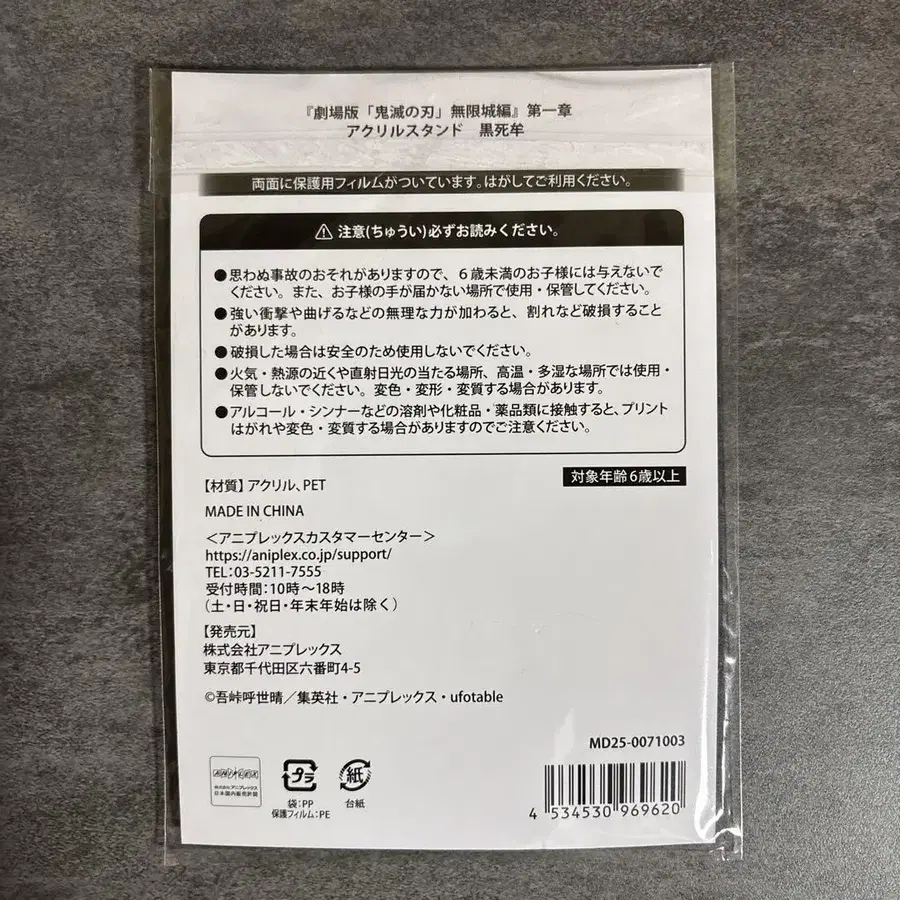 『劇場版「鬼滅の刃」無限城編』第一章
アクリルスタンド　黒死牟
両面に保護用フィルムがついています。はがしてご利用ください。
⚠ 注意(ちゅうい)必ずお読みください。
●思わぬ事故のおそれがありますので、６歳未満のお子様には与えないで
ください。また、お子様の手が届かない場所で使用・保管してください。
●強い衝撃や曲げるなどの無理な力が加わると、割れなど破損すること
があります。
●破損した場合は安全のため使用しないでください。
●火気・熱源の近くや直射日光の当たる場所、高温・多湿な場所では使用・
保管しないでください。変色・変形・変質する場合があります。
●アルコール・シンナーなどの溶剤や化粧品・薬品類に接触すると、プリント
はがれや変色・変質する場合がありますのでご注意ください。
対象年齢6歳以上
【材質】アクリル、PET
MADE IN CHINA
＜アニプレックスカスタマーセンター＞
https://aniplex.co.jp/support/
TEL:03-5211-7555
受付時間:10時～18時
(土・日・祝日・年末年始は除く)
【発売元】
株式会社アニプレックス
東京都千代田区六番町4-5
©吾峠呼世晴／集英社・アニプレックス・ufotable
MD25-0071003
ANIPLEX
株式会社アニプレックス
日本国内販売許諾
プラ
袋:PP
保護フィルム:PE
紙
台紙
4 534530 969620